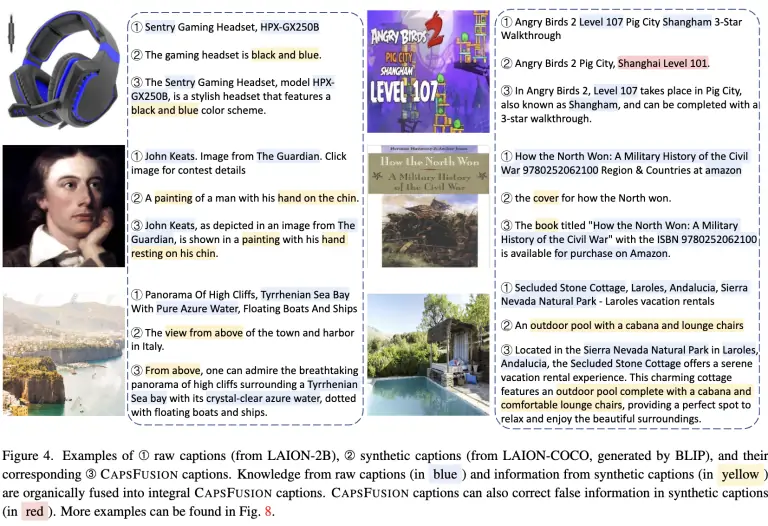 ① Sentry Gaming Headset, HPX-GX250B
② The gaming headset is black and blue.
③ The Sentry Gaming Headset, model HPX-
GX250B, is a stylish headset that features a
black and blue color scheme.
ANGRY BIRDS 2
PIG CITY
SHANGHAM
LEVEL 107
① Angry Birds 2 Level 107 Pig City Shangham 3-Star
Walkthrough
② Angry Birds 2 Pig City, Shanghai Level 101.
③ In Angry Birds 2, Level 107 takes place in Pig City,
also known as Shangham, and can be completed with a
3-star walkthrough.
① John Keats. Image from The Guardian. Click
image for contest details
② A painting of a man with his hand on the chin.
③ John Keats, as depicted in an image from The
Guardian, is shown in a painting with his hand
resting on his chin.
How the North Won
A Military History
of the Civil War
① How the North Won: A Military History of the Civil
War 9780252062100 Region & Countries at amazon
② the cover for how the North won.
③ The book titled "How the North Won: A Military
History of the Civil War" with the ISBN 9780252062100
is available for purchase on Amazon.
① Panorama Of High Cliffs, Tyrrhenian Sea Bay
With Pure Azure Water, Floating Boats And Ships
② The view from above of the town and harbor
in Italy.
③ From above, one can admire the breathtaking
panorama of high cliffs surrounding a Tyrrhenian
Sea bay with its crystal-clear azure water, dotted
with floating boats and ships.
① Secluded Stone Cottage, Laroles, Andalucia, Sierra
Nevada Natural Park - Laroles vacation rentals
② An outdoor pool with a cabana and lounge chairs
③ Located in the Sierra Nevada Natural Park in Laroles,
Andalucia, the Secluded Stone Cottage offers a serene
vacation rental experience. This charming cottage
features an outdoor pool complete with a cabana and
comfortable lounge chairs, providing a perfect spot to
relax and enjoy the beautiful surroundings.
Figure 4. Examples of ① raw captions (from LAION-2B), ② synthetic captions (from LAION-COCO, generated by BLIP), and their
corresponding ③ CAPSFUSION captions. Knowledge from raw captions (in blue) and information from synthetic captions (in yellow)
are organically fused into integral CAPSFUSION captions. CAPSFUSION captions can also correct false information in synthetic captions
(in red). More examples can be found in Fig. 8.